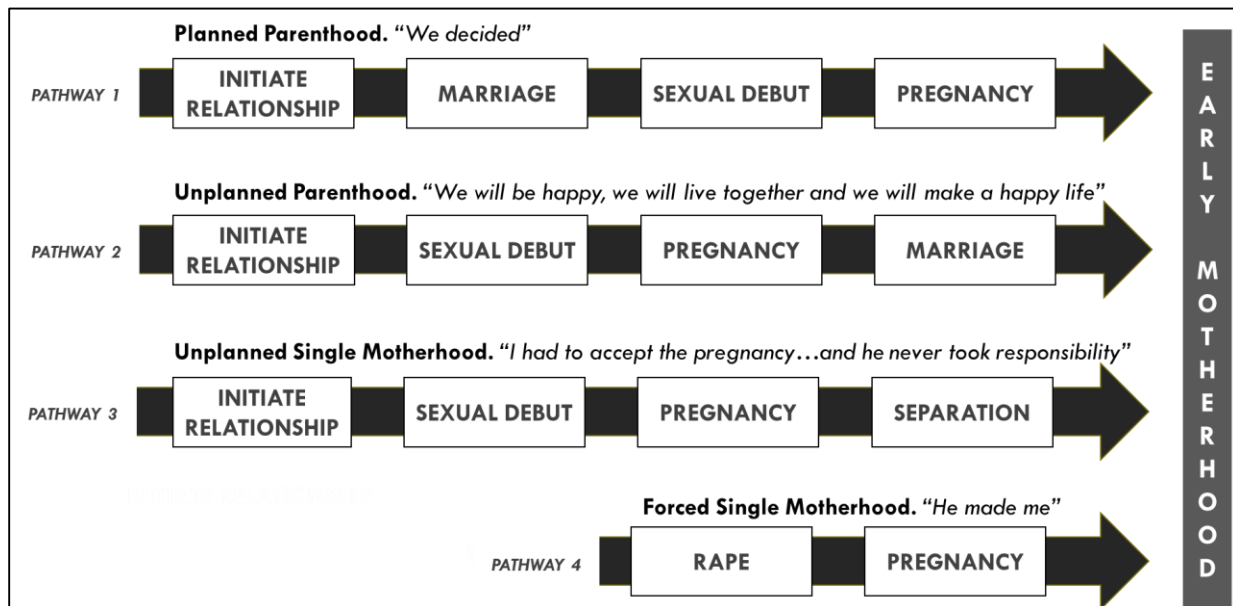 Planned Parenthood. “We decided”
PATHWAY 1
INITIATE
RELATIONSHIP
MARRIAGE
SEXUAL DEBUT
PREGNANCY
Unplanned Parenthood. “We will be happy, we will live together and we will make a happy life”
PATHWAY 2
INITIATE
RELATIONSHIP
SEXUAL DEBUT
PREGNANCY
MARRIAGE
Unplanned Single Motherhood. “I had to accept the pregnancy…and he never took responsibility”
PATHWAY 3
INITIATE
RELATIONSHIP
SEXUAL DEBUT
PREGNANCY
SEPARATION
Forced Single Motherhood. “He made me”
PATHWAY 4
RAPE
PREGNANCY
EARLY MOTHERHOOD